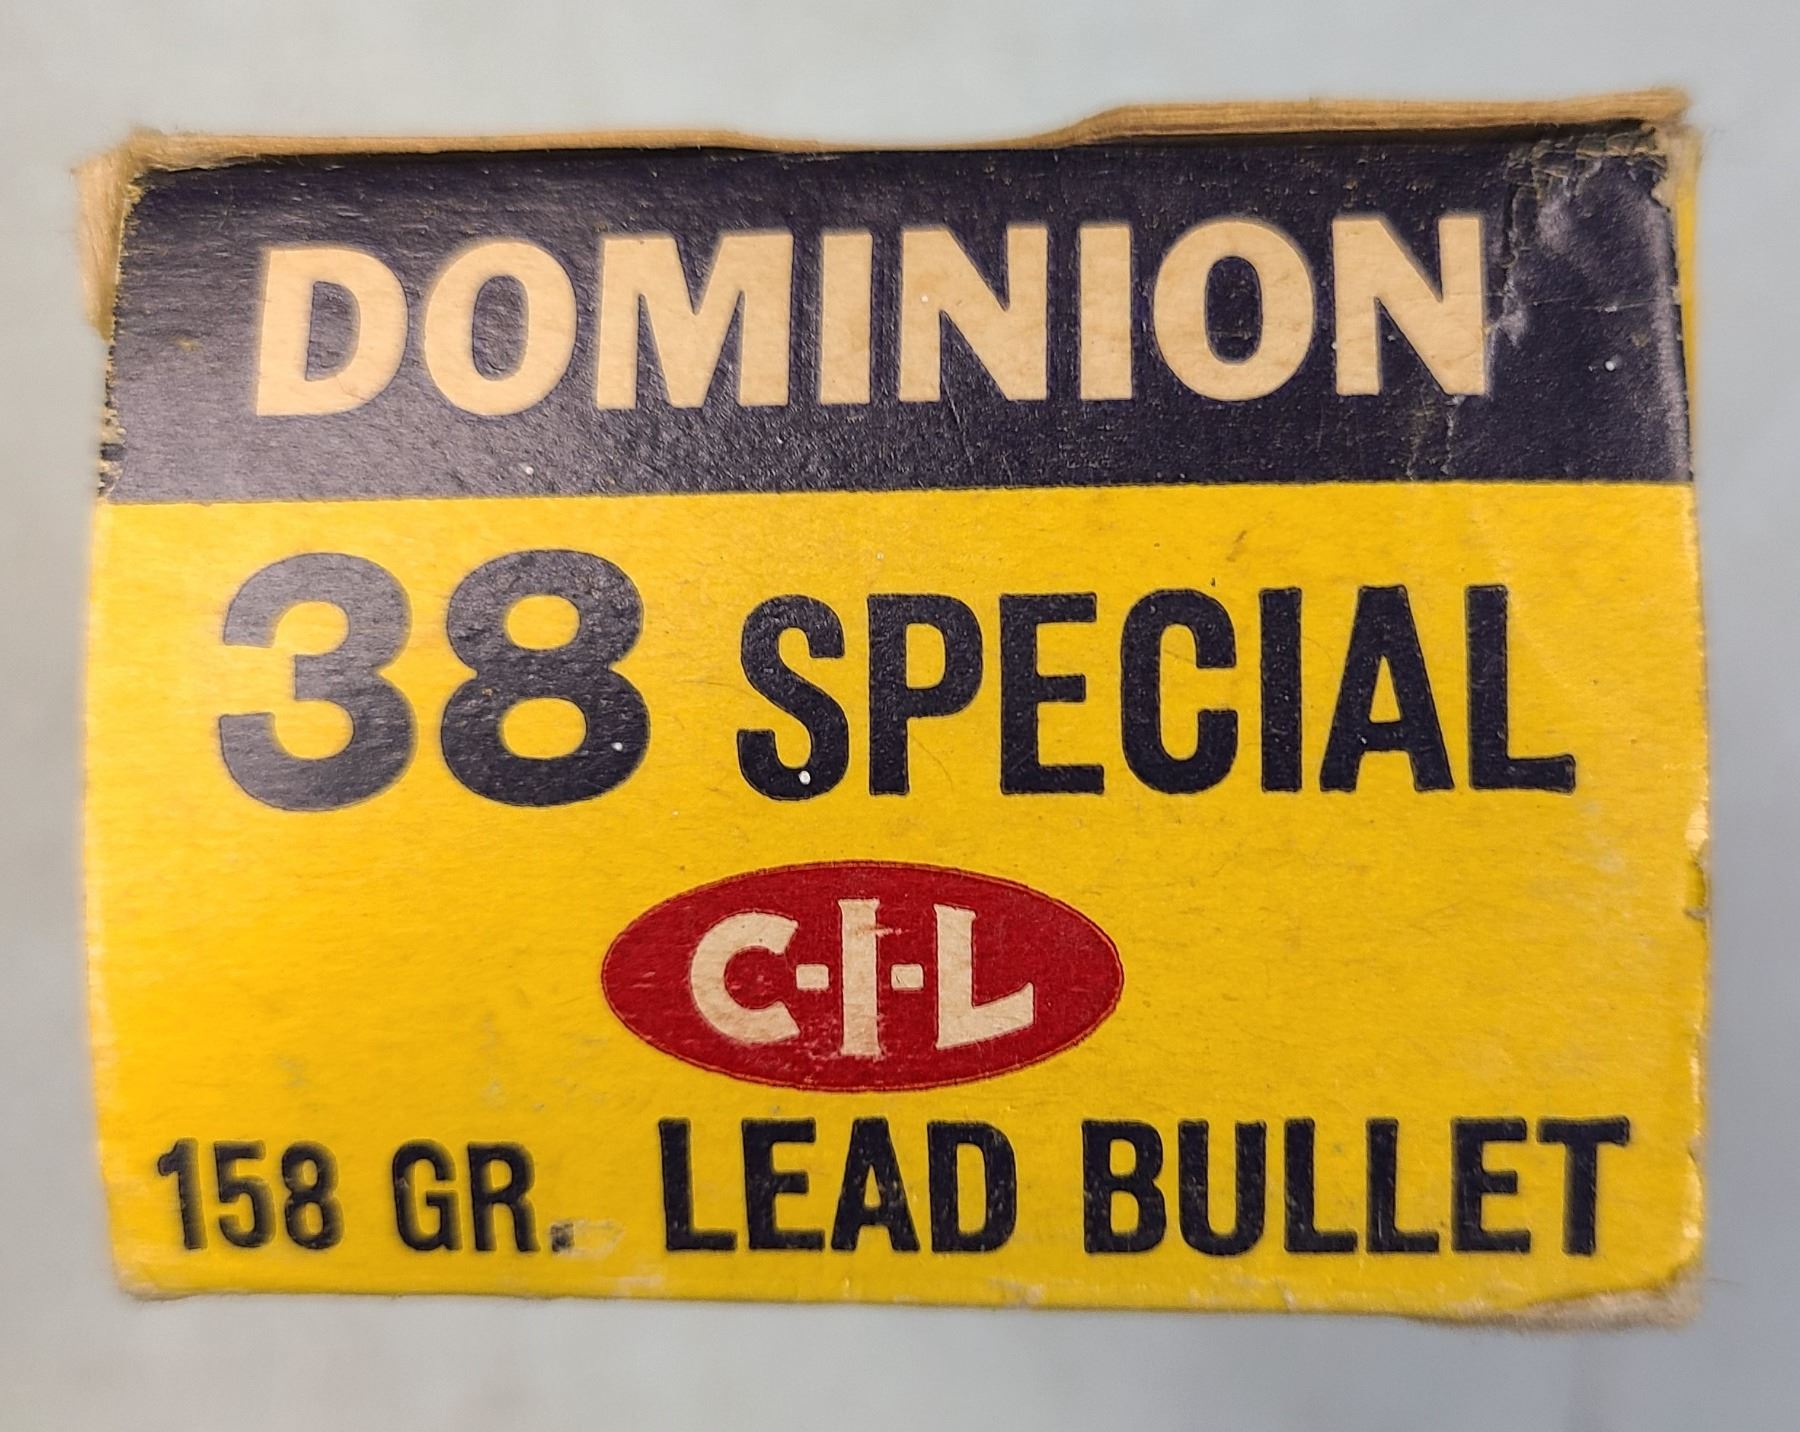 DOMINION
38 SPECIAL
C·I·L
158 GR. LEAD BULLET